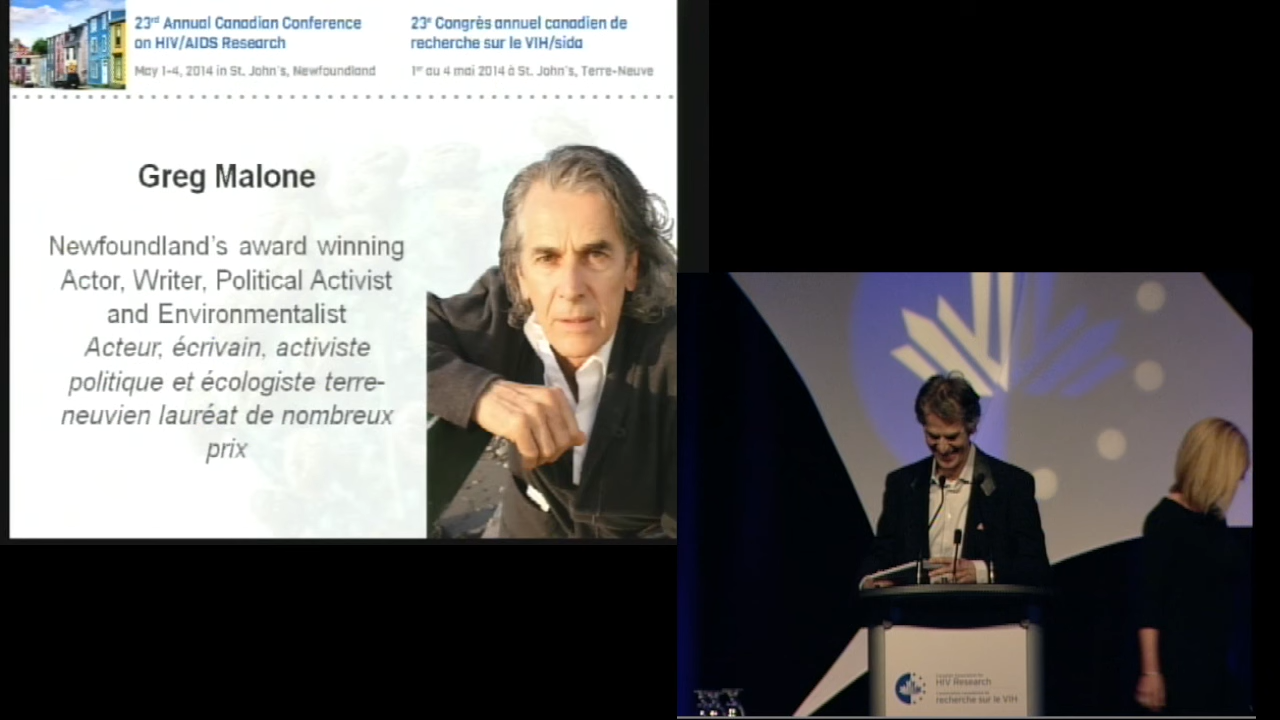 23rd Annual Canadian Conference
on HIV/AIDS Research
May 1-4, 2014 in St. John's, Newfoundland
23e Congrès annuel canadien de
recherche sur le VIH/sida
1er au 4 mai 2014 à St. John's, Terre-Neuve
Greg Malone
Newfoundland's award winning
Actor, Writer, Political Activist
and Environmentalist
Acteur, écrivain, activiste
politique et écologiste terre-
neuvien lauréat de nombreux
prix
HIV Research
recherche sur le VIH